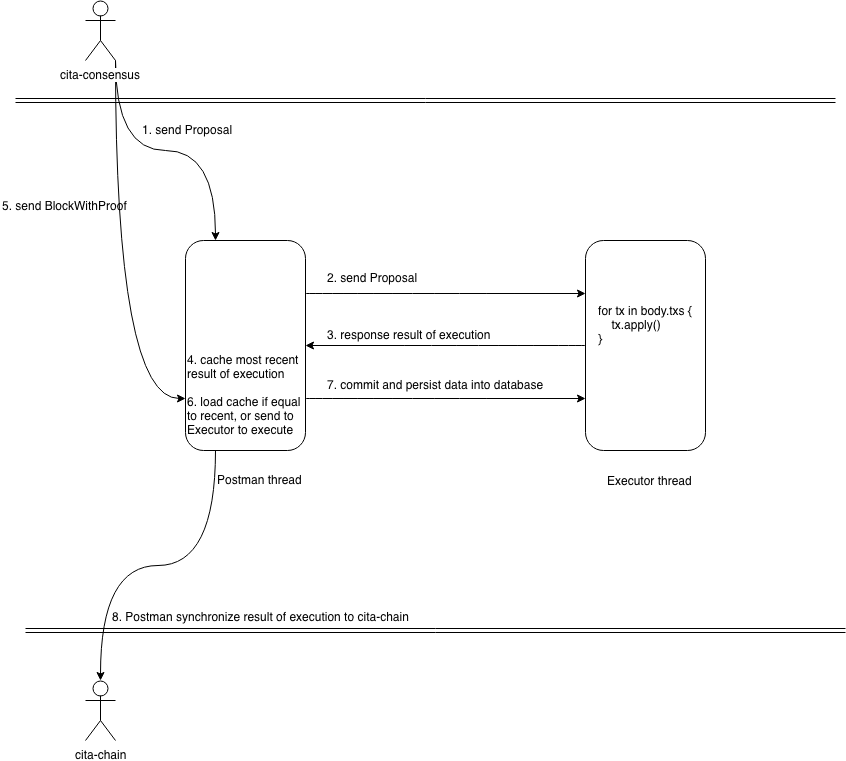 cita-consensus
1. send Proposal
5. send BlockWithProof
2. send Proposal
for tx in body.txs {
tx.apply()
}
3. response result of execution
4. cache most recent
result of execution
7. commit and persist data into database
6. load cache if equal
to recent, or send to
Executor to execute
Postman thread
Executor thread
8. Postman synchronize result of execution to cita-chain
cita-chain